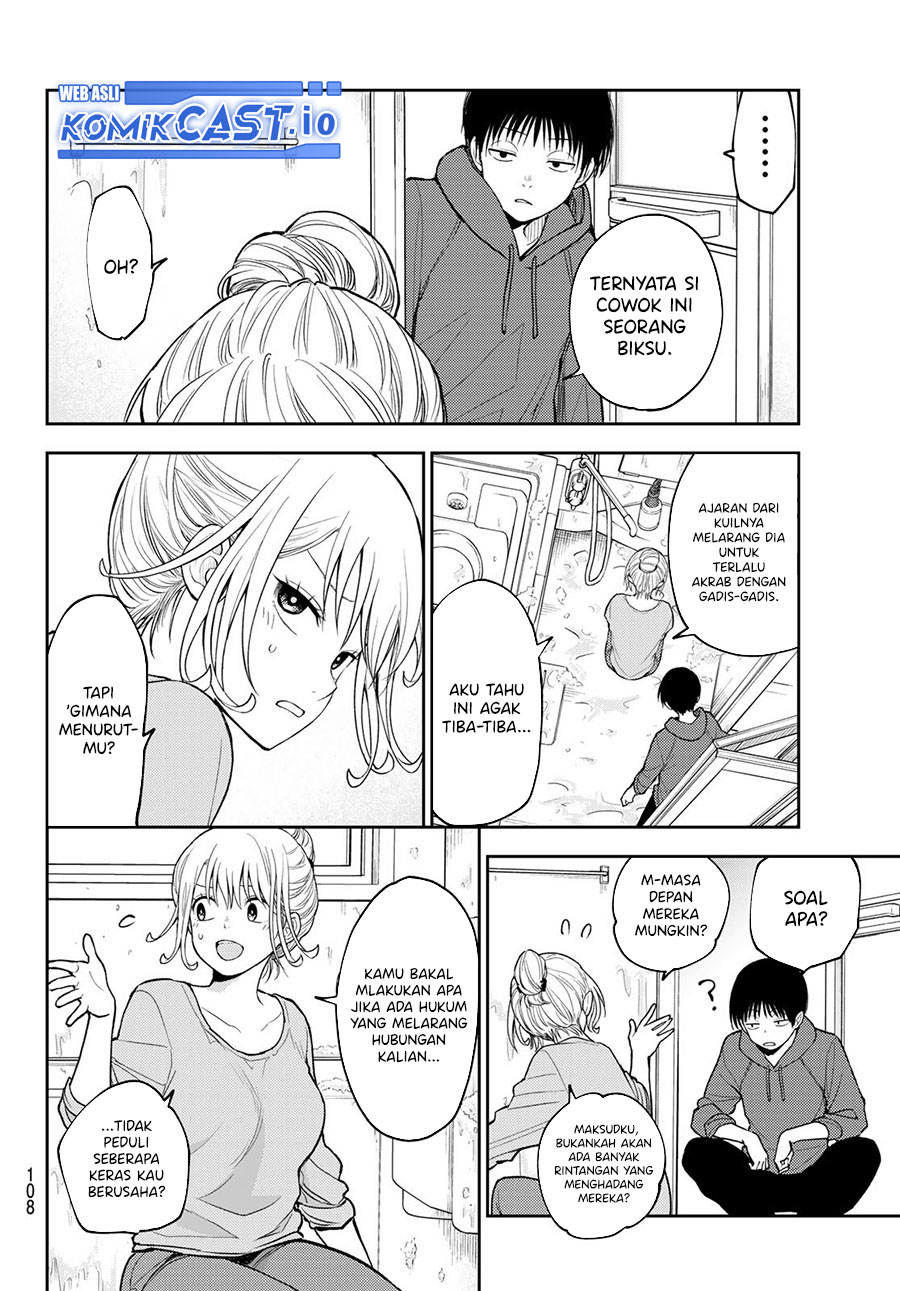 WEB ASLI
KOMIKCAST.iO
......
TERNYATA SI
COWOK INI
SEORANG
BIKSU.
OH?
AJARAN DARI
KUILNYA
MELARANG DIA
UNTUK
TERLALU
AKRAB DENGAN
GADIS-GADIS.
AKU TAHU
INI AGAK
TIBA-TIBA...
TAPI
'GIMANA
MENURUT-
MU?
SOAL
APA?
M-MASA
DEPAN
MEREKA
MUNGKIN?
?
MAKSUDKU,
BUKANKAH AKAN
ADA BANYAK
RINTANGAN YANG
MENGHADANG
MEREKA?
KAMU BAKAL
MLAKUKAN APA
JIKA ADA HUKUM
YANG MELARANG
HUBUNGAN
KALIAN...
...TIDAK
PEDULI
SEBERAPA
KERAS KAU
BERUSAHA?
108